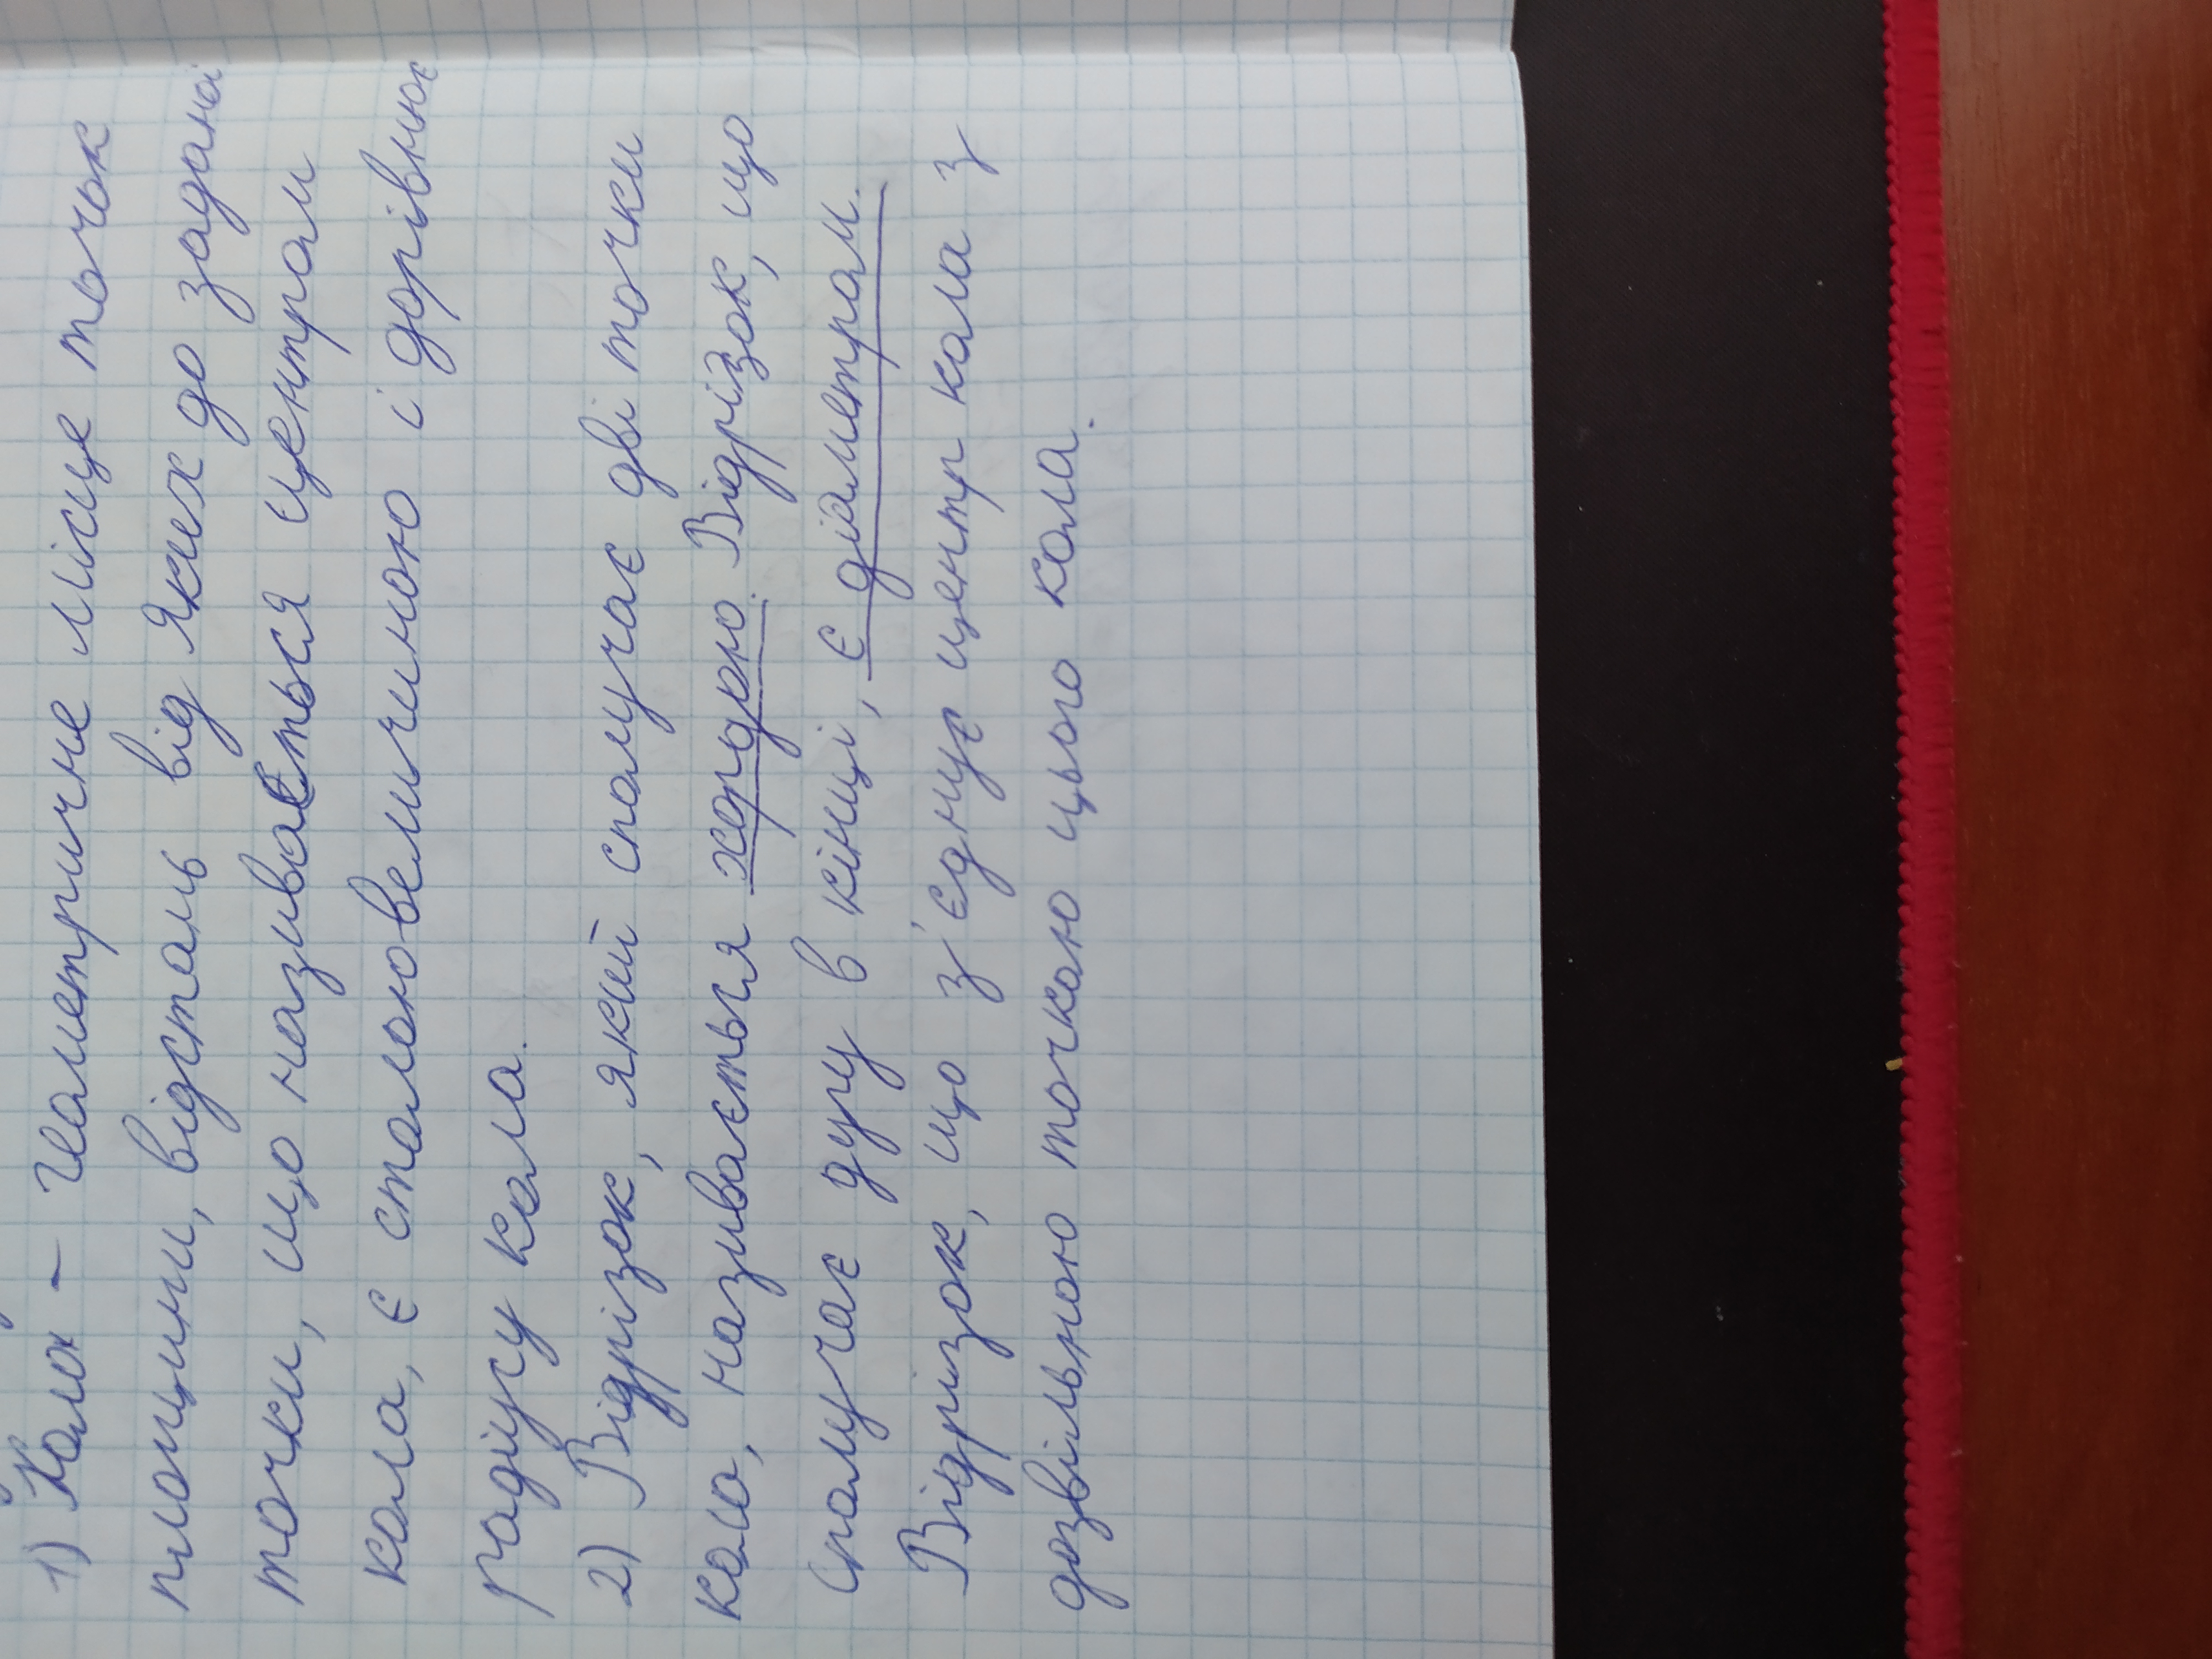 1) Коло - Геометричне місце точок
площини, відстань від яких до заданої
точки, що називається центром
кола, є сталою величиною і дорівнює
радіусу кола.
2) Відрізок, який сполучає дві точки
кола, називається хордою. Відрізок, що
сполучає дугу в кінці, є діаметром.
Відрізок, що з'єднує центр кола з
дозвільною точкою цього кола.